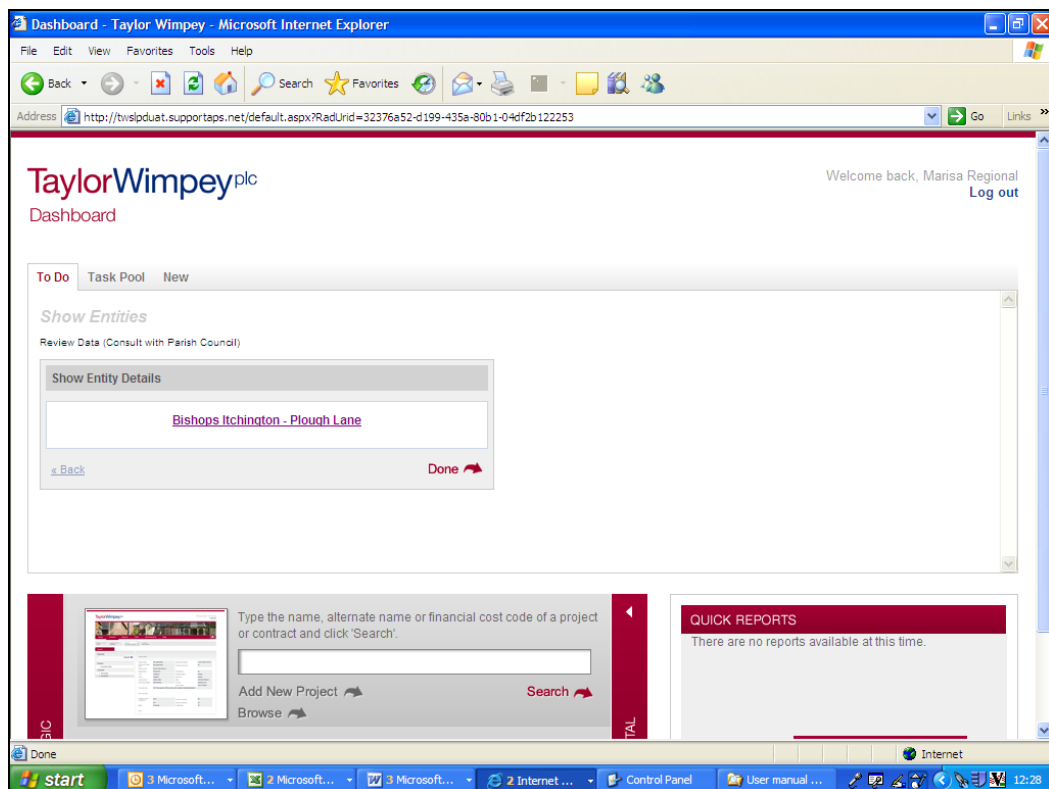 Dashboard - Taylor Wimpey - Microsoft Internet Explorer
File Edit View Favorites Tools Help
Back Search Favorites
Address http://twslpduat.supportaps.net/default.aspx?RadUrid=32376a52-d199-435a-80b1-04df2b122253 Go Links »
TaylorWimpey plc
Welcome back, Marisa Regional
Log out
Dashboard
To Do Task Pool New
Show Entities
Review Data (Consult with Parish Council)
Show Entity Details
Bishops Itchington - Plough Lane
« Back Done
Type the name, alternate name or financial cost code of a project
or contract and click 'Search'.
Add New Project Search
Browse
GIC
TAL
QUICK REPORTS
There are no reports available at this time.
Done Internet
start 3 Microsoft... 2 Microsoft... 3 Microsoft... 2 Internet ... Control Panel User manual ... 12:28